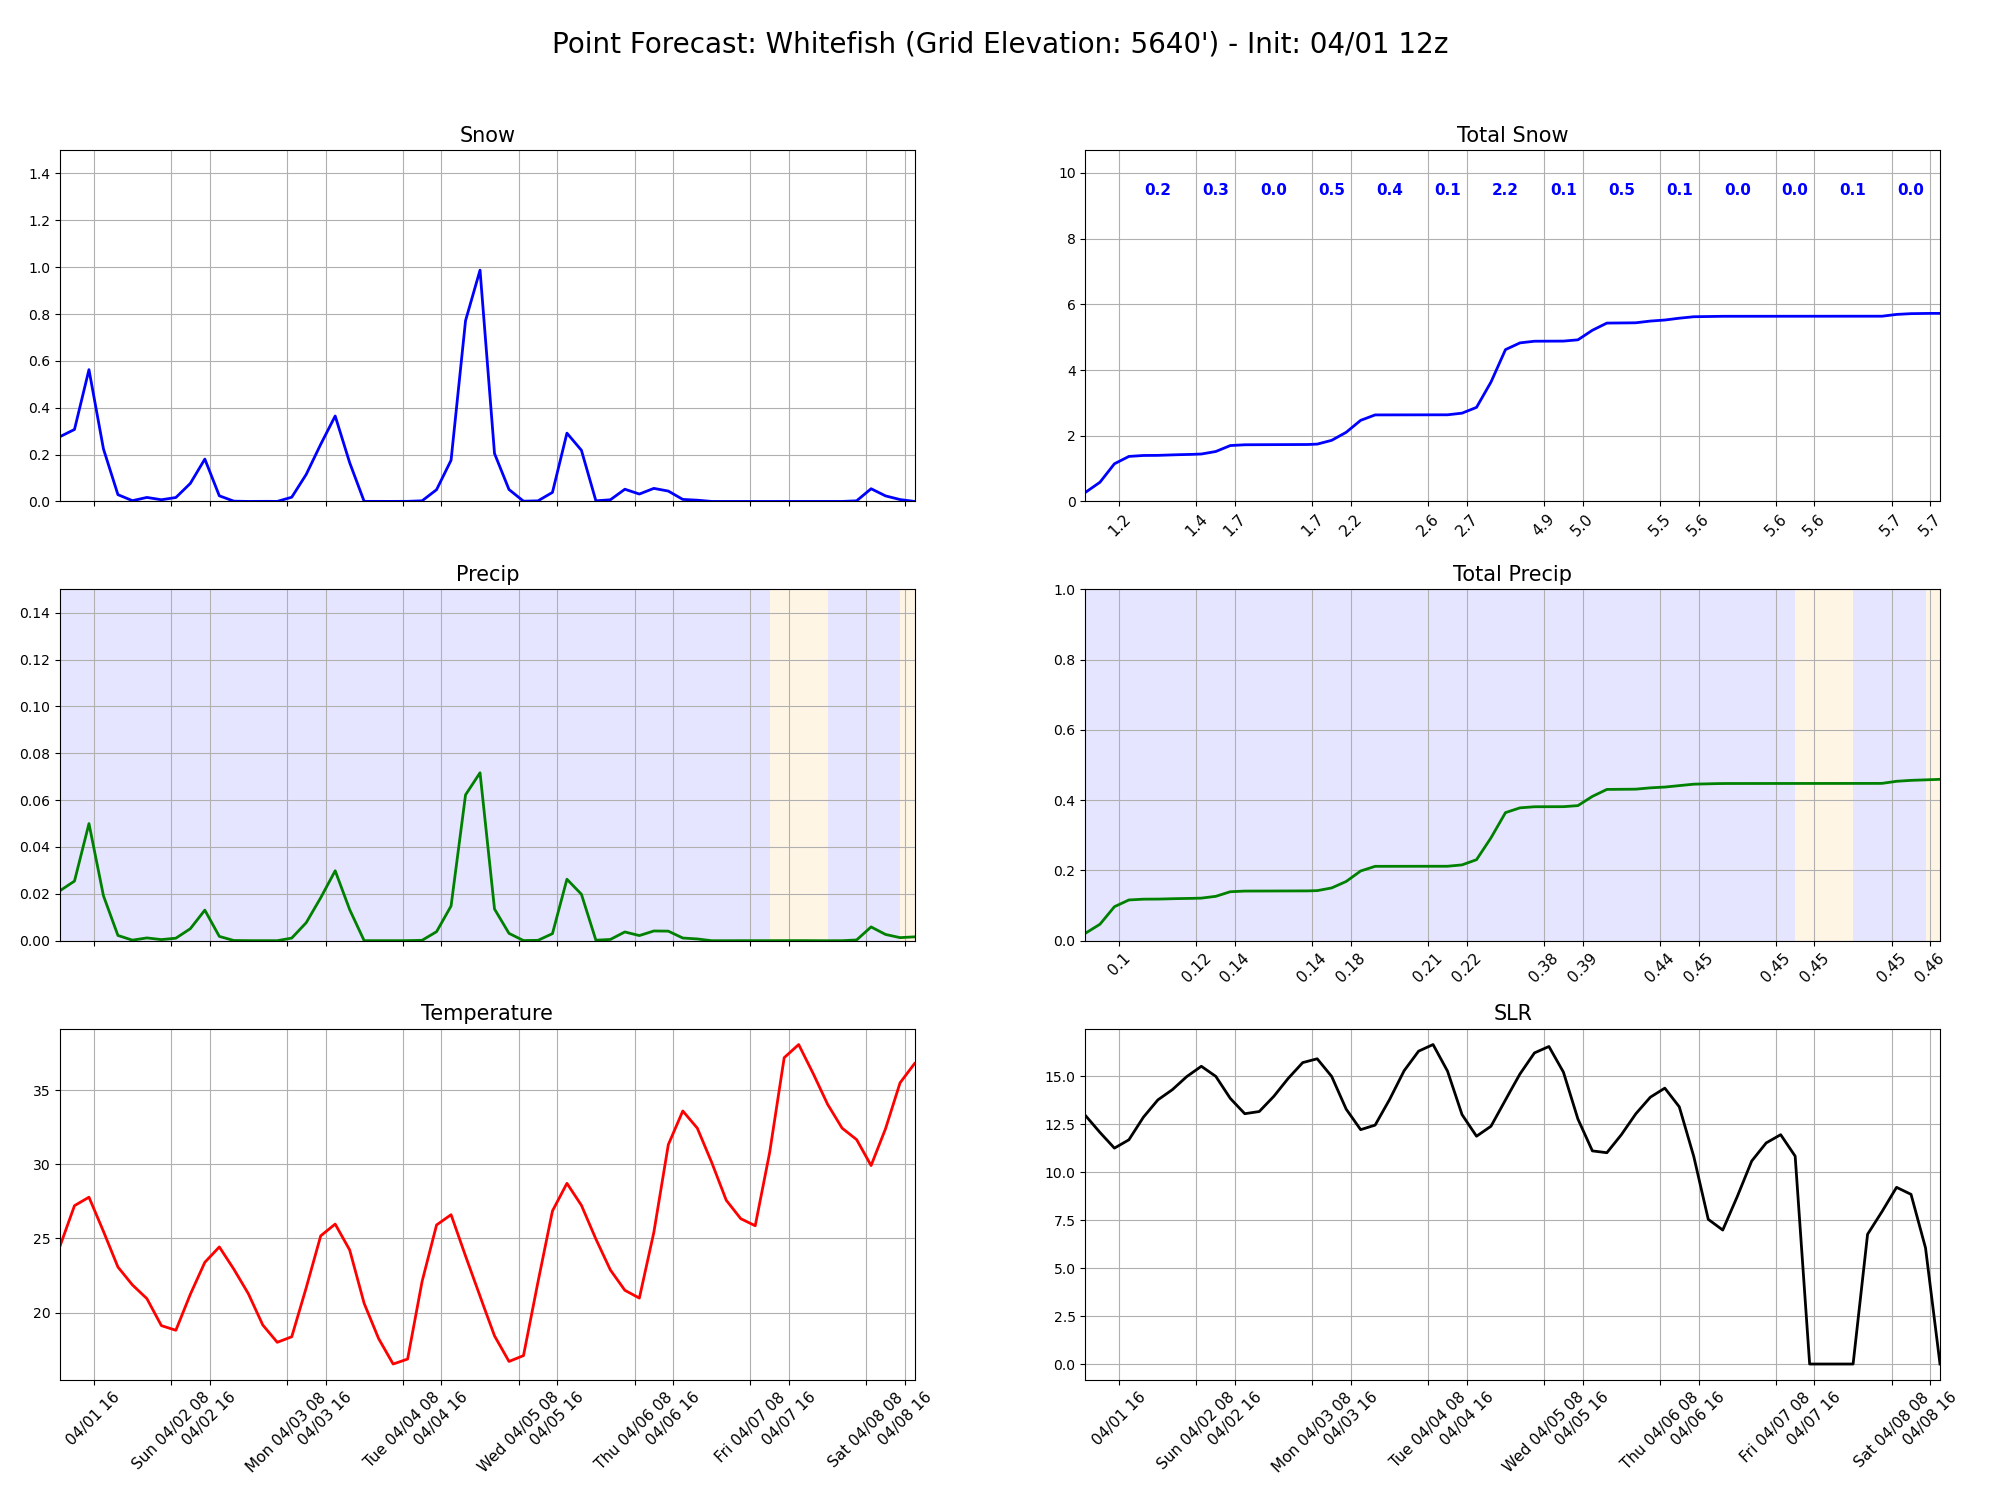 Point Forecast: Whitefish (Grid Elevation: 5640') - Init: 04/01 12z
Snow
1.4
1.2
1.0
0.8
0.6
0.4
0.2
0.0
Total Snow
0.2 0.3 0.0 0.5 0.4 0.1 2.2 0.1 0.5 0.1 0.0 0.0 0.1 0.0
10
8
6
4
2
0
1.2 1.4 1.7 1.7 2.2 2.6 2.7 4.9 5.0 5.5 5.6 5.6 5.6 5.7 5.7
Precip
0.14
0.12
0.10
0.08
0.06
0.04
0.02
0.00
Total Precip
1.0
0.8
0.6
0.4
0.2
0.0
0.1 0.12 0.14 0.14 0.18 0.21 0.22 0.38 0.39 0.44 0.45 0.45 0.45 0.45 0.46
Temperature
35
30
25
20
04/01 16
Sun 04/02 08
04/02 16
Mon 04/03 08
04/03 16
Tue 04/04 08
04/04 16
Wed 04/05 08
04/05 16
Thu 04/06 08
04/06 16
Fri 04/07 08
04/07 16
Sat 04/08 08
04/08 16
SLR
15.0
12.5
10.0
7.5
5.0
2.5
0.0
04/01 16
Sun 04/02 08
04/02 16
Mon 04/03 08
04/03 16
Tue 04/04 08
04/04 16
Wed 04/05 08
04/05 16
Thu 04/06 08
04/06 16
Fri 04/07 08
04/07 16
Sat 04/08 08
04/08 16